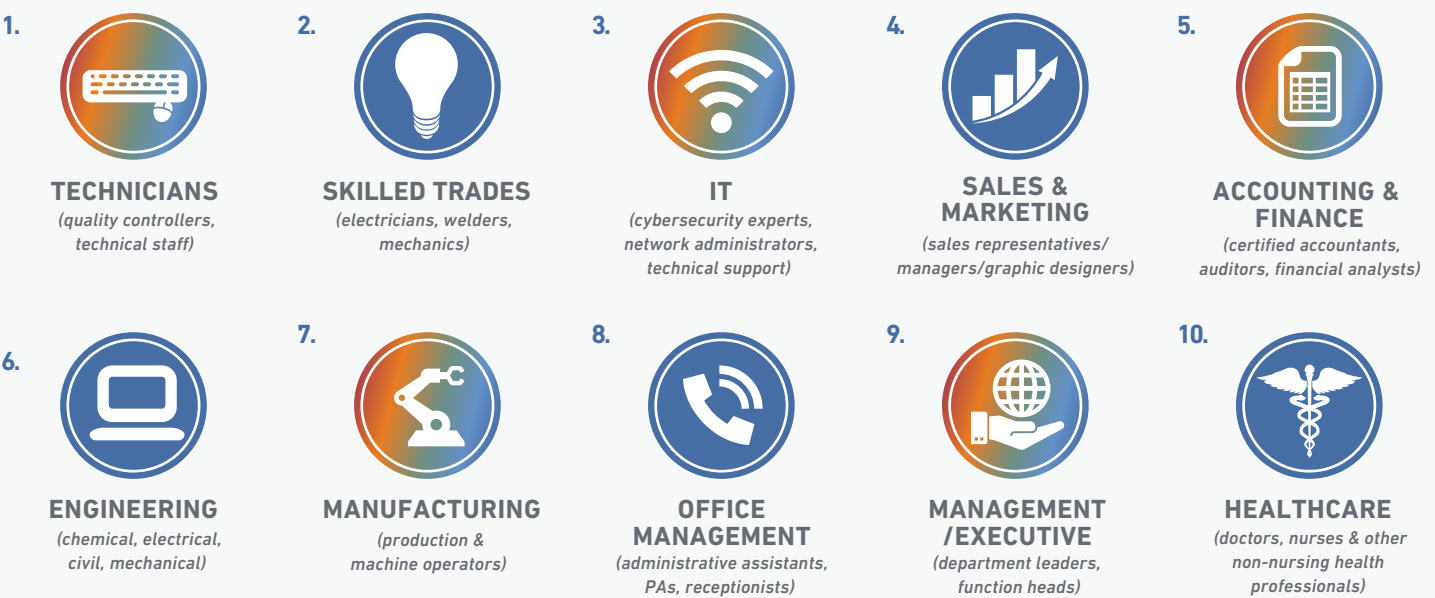 1.
TECHNICIANS
(quality controllers,
technical staff)
2.
SKILLED TRADES
(electricians, welders,
mechanics)
3.
IT
(cybersecurity experts,
network administrators,
technical support)
4.
SALES &
MARKETING
(sales representatives/
managers/graphic designers)
5.
ACCOUNTING &
FINANCE
(certified accountants,
auditors, financial analysts)
6.
ENGINEERING
(chemical, electrical,
civil, mechanical)
7.
MANUFACTURING
(production &
machine operators)
8.
OFFICE
MANAGEMENT
(administrative assistants,
PAs, receptionists)
9.
MANAGEMENT
/EXECUTIVE
(department leaders,
function heads)
10.
HEALTHCARE
(doctors, nurses & other
non-nursing health
professionals)